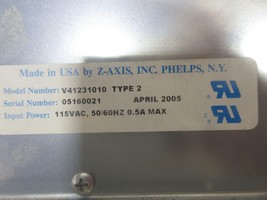 Made in USA by Z-AXIS, INC. PHELPS, N.Y.
Model Number: V41231010 TYPE 2
Serial Number: 05160021 APRIL 2005
Input Power: 115VAC, 50/60HZ 0.5A MAX